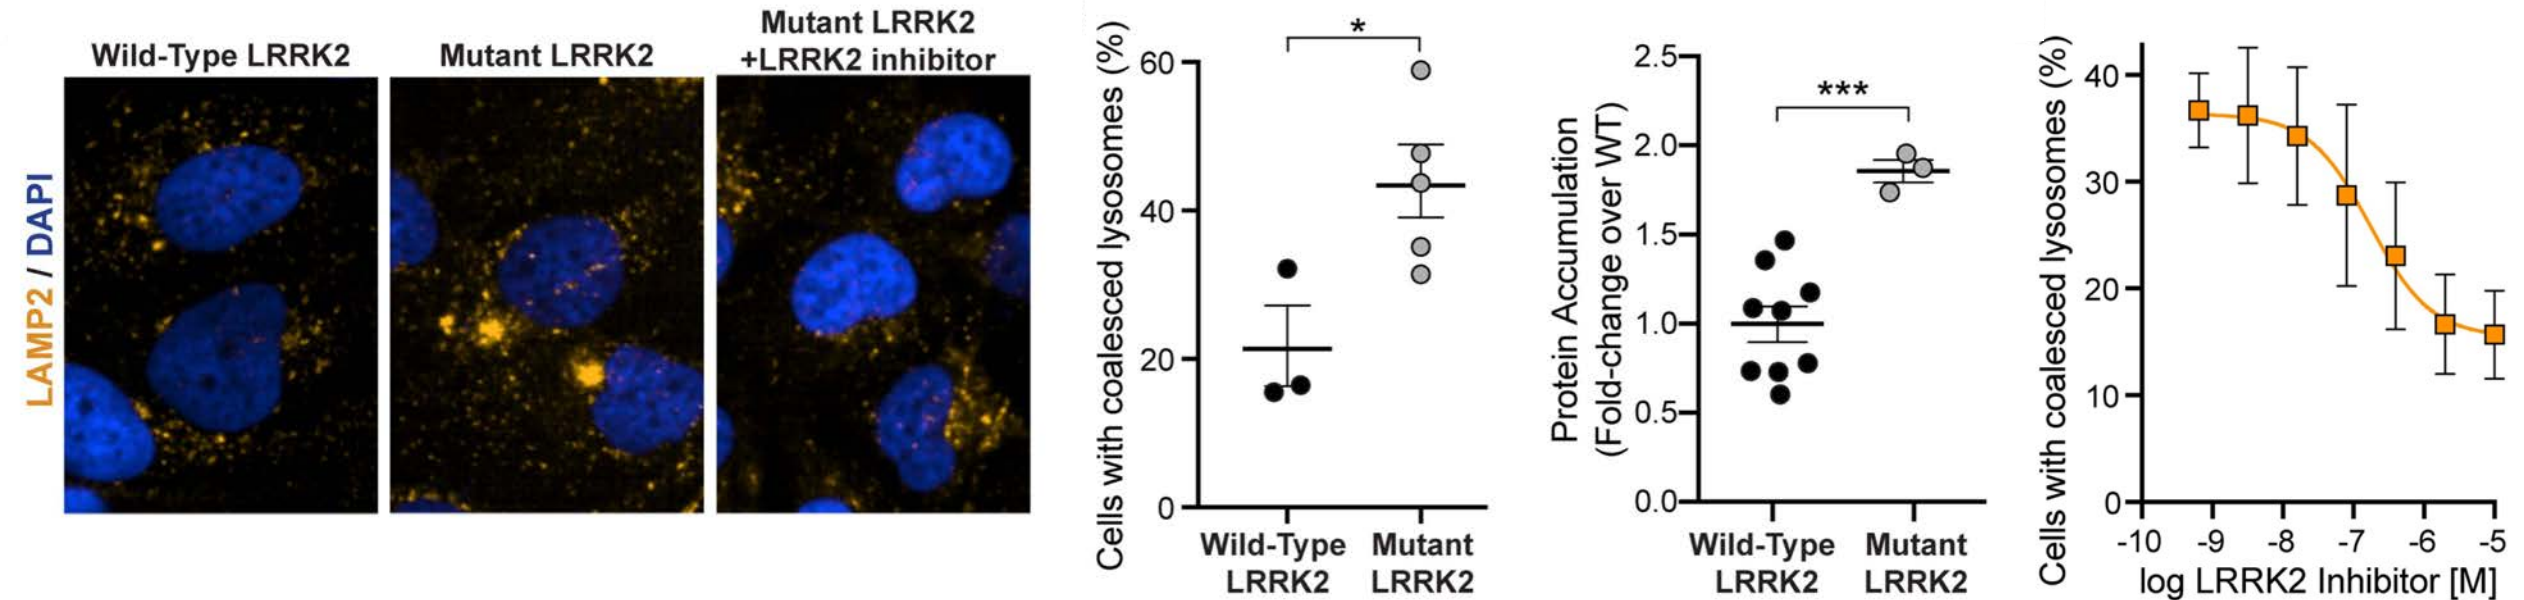 Wild-Type LRRK2
Mutant LRRK2
Mutant LRRK2
+LRRK2 inhibitor
LAMP2 / DAPI
Cells with coalesced lysosomes (%)
60
40
20
0
*
Wild-Type
LRRK2
Mutant
LRRK2
Protein Accumulation
(Fold-change over WT)
2.5
2.0
1.5
1.0
0.5
0.0
***
Wild-Type
LRRK2
Mutant
LRRK2
Cells with coalesced lysosomes (%)
40
30
20
10
0
-10 -9 -8 -7 -6 -5
log LRRK2 Inhibitor [M]